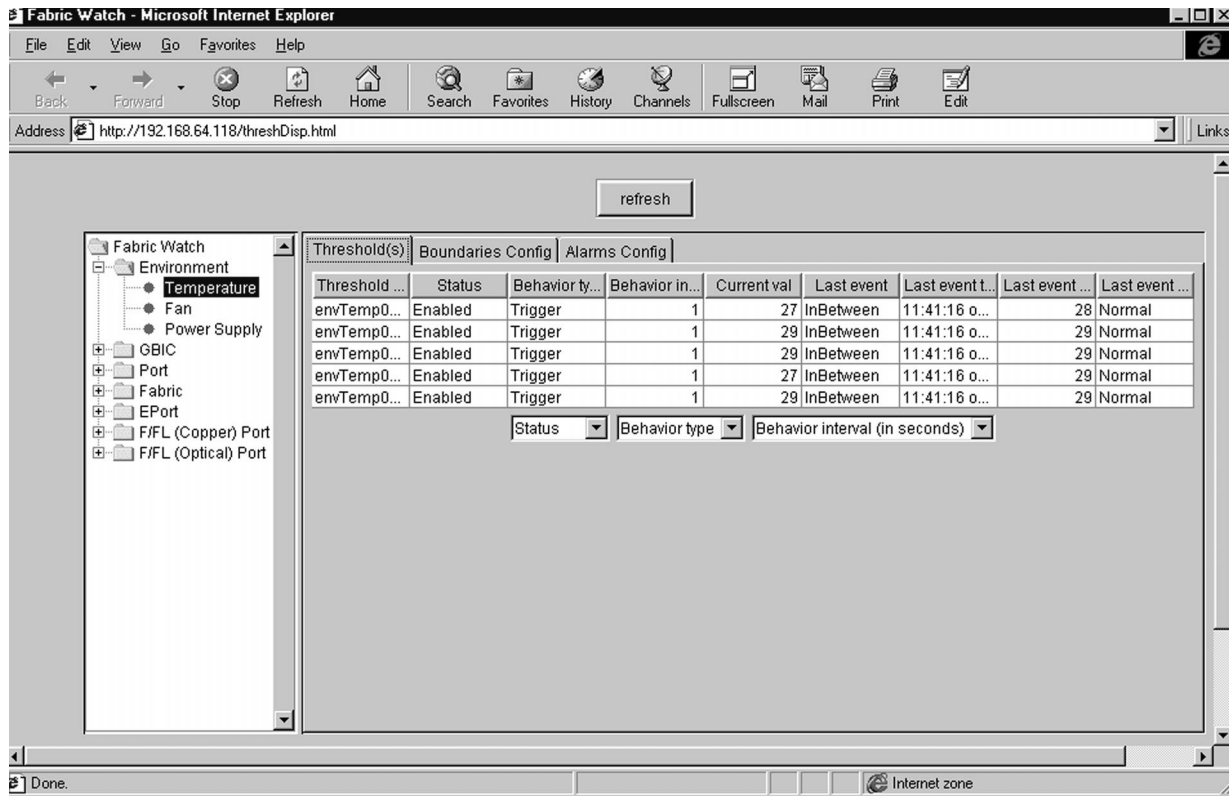 Fabric Watch - Microsoft Internet Explorer
File Edit View Go Favorites Help
Back Forward Stop Refresh Home Search Favorites History Channels Fullscreen Mail Print Edit
Address http://192.168.64.118/threshDisp.html Links
refresh
Fabric Watch
Environment
Temperature
Fan
Power Supply
GBIC
Port
Fabric
EPort
F/FL (Copper) Port
F/FL (Optical) Port
Threshold(s) Boundaries Config Alarms Config
Threshold ... Status Behavior ty... Behavior in... Current val Last event Last event t... Last event ... Last event ...
envTemp0... Enabled Trigger 1 27 InBetween 11:41:16 o... 28 Normal
envTemp0... Enabled Trigger 1 29 InBetween 11:41:16 o... 29 Normal
envTemp0... Enabled Trigger 1 29 InBetween 11:41:16 o... 29 Normal
envTemp0... Enabled Trigger 1 27 InBetween 11:41:16 o... 29 Normal
envTemp0... Enabled Trigger 1 29 InBetween 11:41:16 o... 29 Normal
Status Behavior type Behavior interval (in seconds)
Done. Internet zone